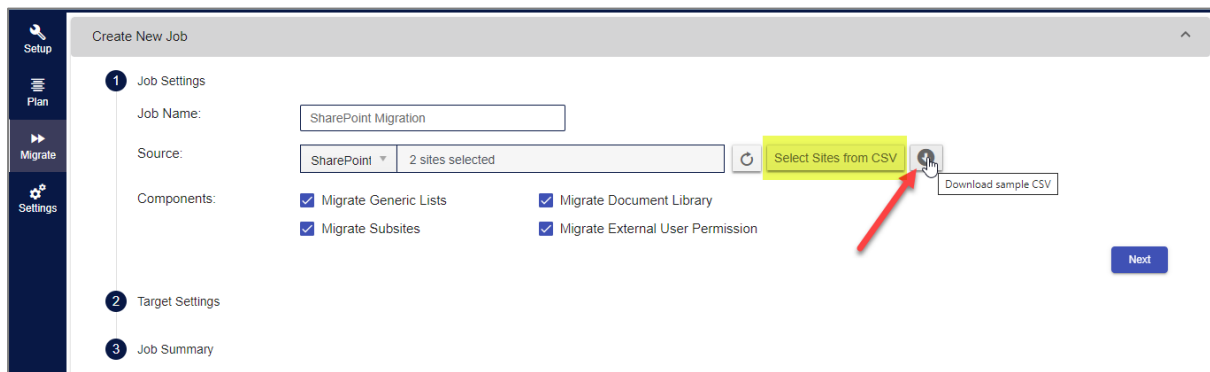 Setup
Plan
Migrate
Settings
Create New Job
1 Job Settings
Job Name: SharePoint Migration
Source: SharePoint 2 sites selected Select Sites from CSV
Download sample CSV
Components: Migrate Generic Lists Migrate Document Library
Migrate Subsites Migrate External User Permission
Next
2 Target Settings
3 Job Summary